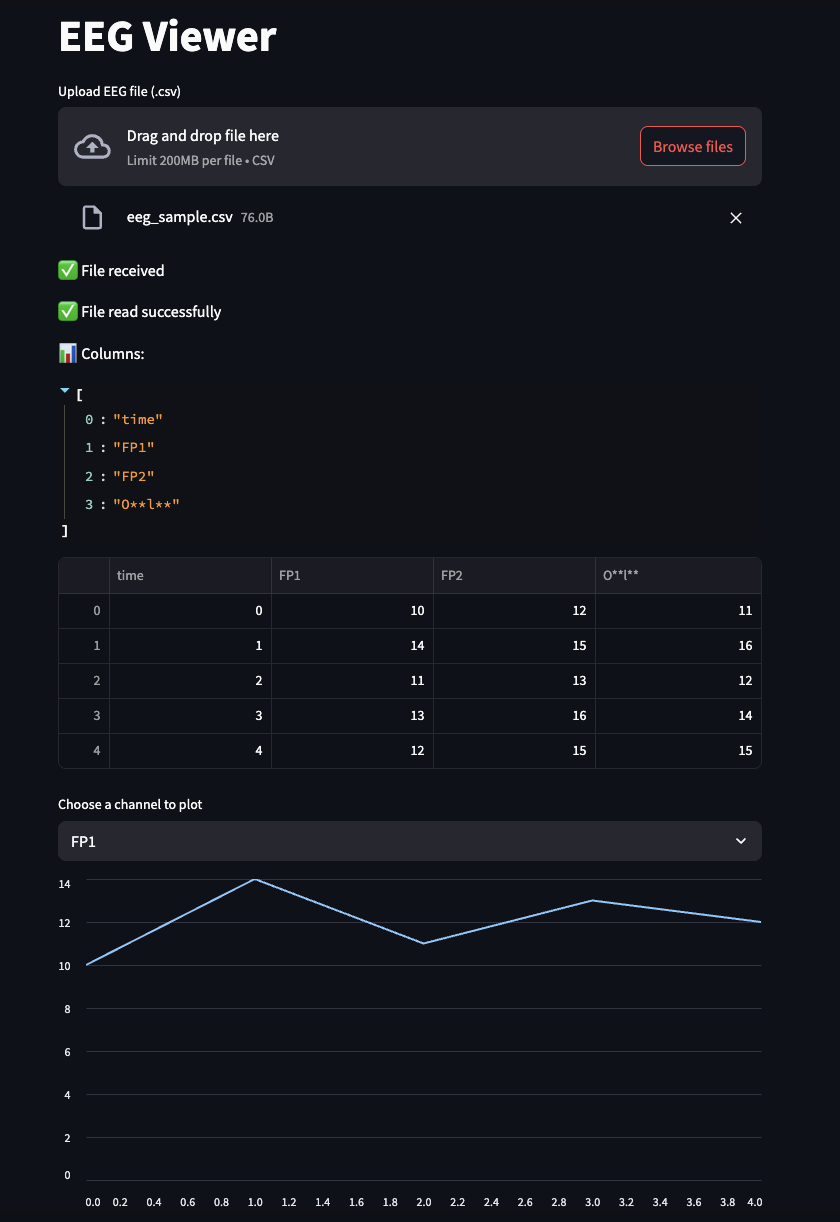 EEG Viewer
Upload EEG file (.csv)
Drag and drop file here
Limit 200MB per file • CSV
Browse files
eeg_sample.csv 76.0B
✅ File received
✅ File read successfully
📊 Columns:
[
0 : "time"
1 : "FP1"
2 : "FP2"
3 : "O**l**"
]
time FP1 FP2 O**l**
0 0 10 12 11
1 1 14 15 16
2 2 11 13 12
3 3 13 16 14
4 4 12 15 15
Choose a channel to plot
FP1
14
12
10
8
6
4
2
0
0.0 0.2 0.4 0.6 0.8 1.0 1.2 1.4 1.6 1.8 2.0 2.2 2.4 2.6 2.8 3.0 3.2 3.4 3.6 3.8 4.0